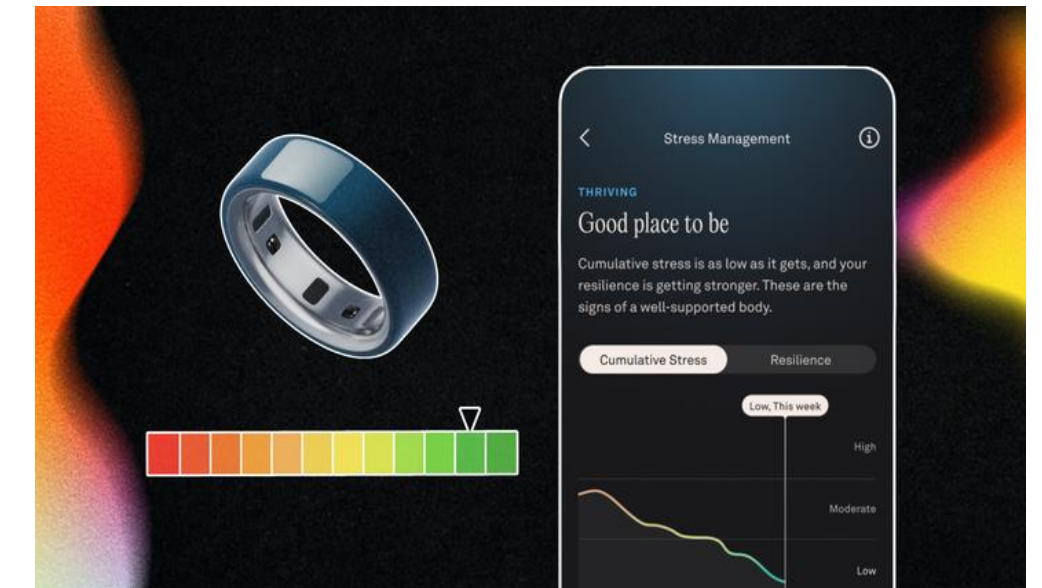 Stress Management
THRIVING
Good place to be
Cumulative stress is as low as it gets, and your
resilience is getting stronger. These are the
signs of a well-supported body.
Cumulative Stress
Resilience
Low, This week
High
Moderate
Low